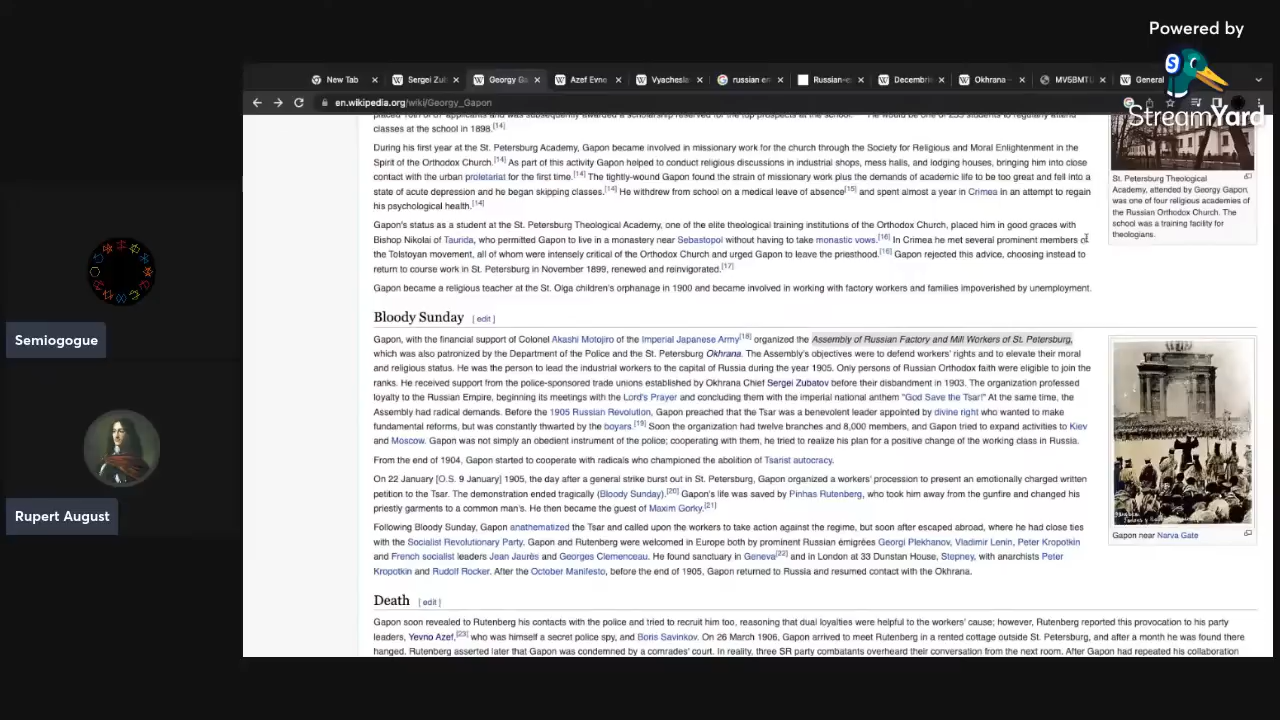 Powered by
StreamYard
New Tab
Sergei Zub
Georgy Ga
Azef Evno
Vyachesla
russian em
Russian-e
Decembri
Okhrana –
MV5BMTU
General
en.wikipedia.org/wiki/Georgy_Gapon
classes at the school in 1898.[14]
During his first year at the St. Petersburg Academy, Gapon became involved in missionary work for the church through the Society for Religious and Moral Enlightenment in the
Spirit of the Orthodox Church.[14] As part of this activity Gapon helped to conduct religious discussions in industrial shops, mess halls, and lodging houses, bringing him into close
contact with the urban proletariat for the first time.[14] The tightly-wound Gapon found the strain of missionary work plus the demands of academic life to be too great and fell into a
state of acute depression and he began skipping classes.[14] He withdrew from school on a medical leave of absence[15] and spent almost a year in Crimea in an attempt to regain
his psychological health.[14]
Gapon's status as a student at the St. Petersburg Theological Academy, one of the elite theological training institutions of the Orthodox Church, placed him in good graces with
Bishop Nikolai of Taurida, who permitted Gapon to live in a monastery near Sebastopol without having to take monastic vows.[16] In Crimea he met several prominent members of
the Tolstoyan movement, all of whom were intensely critical of the Orthodox Church and urged Gapon to leave the priesthood.[16] Gapon rejected this advice, choosing instead to
return to course work in St. Petersburg in November 1899, renewed and reinvigorated.[17]
Gapon became a religious teacher at the St. Olga children's orphanage in 1900 and became involved in working with factory workers and families impoverished by unemployment.
St. Petersburg Theological
Academy, attended by Georgy Gapon,
was one of four religious academies
of the Russian Orthodox Church. The
school was a training facility for
theologians.
Bloody Sunday [ edit ]
Gapon, with the financial support of Colonel Akashi Motojiro of the Imperial Japanese Army[18] organized the Assembly of Russian Factory and Mill Workers of St. Petersburg,
which was also patronized by the Department of the Police and the St. Petersburg Okhrana. The Assembly's objectives were to defend workers' rights and to elevate their moral
and religious status. He was the person to lead the industrial workers to the capital of Russia during the year 1905. Only persons of Russian Orthodox faith were eligible to join the
ranks. He received support from the police-sponsored trade unions established by Okhrana Chief Sergei Zubatov before their disbandment in 1903. The organization professed
loyalty to the Russian Empire, beginning its meetings with the Lord's Prayer and concluding them with the imperial national anthem "God Save the Tsar!" At the same time, the
Assembly had radical demands. Before the 1905 Russian Revolution, Gapon preached that the Tsar was a benevolent leader appointed by divine right who wanted to make
fundamental reforms, but was constantly thwarted by the boyars.[19] Soon the organization had twelve branches and 8,000 members, and Gapon tried to expand activities to Kiev
and Moscow. Gapon was not simply an obedient instrument of the police; cooperating with them, he tried to realize his plan for a positive change of the working class in Russia.
From the end of 1904, Gapon started to cooperate with radicals who championed the abolition of Tsarist autocracy.
On 22 January [O.S. 9 January] 1905, the day after a general strike burst out in St. Petersburg, Gapon organized a workers' procession to present an emotionally charged written
petition to the Tsar. The demonstration ended tragically (Bloody Sunday).[20] Gapon's life was saved by Pinhas Rutenberg, who took him away from the gunfire and changed his
priestly garments to a common man's. He then became the guest of Maxim Gorky.[21]
Following Bloody Sunday, Gapon anathematized the Tsar and called upon the workers to take action against the regime, but soon after escaped abroad, where he had close ties
with the Socialist Revolutionary Party. Gapon and Rutenberg were welcomed in Europe both by prominent Russian émigrées Georgi Plekhanov, Vladimir Lenin, Peter Kropotkin
and French socialist leaders Jean Jaurès and Georges Clemenceau. He found sanctuary in Geneva[22] and in London at 33 Dunstan House, Stepney, with anarchists Peter
Kropotkin and Rudolf Rocker. After the October Manifesto, before the end of 1905, Gapon returned to Russia and resumed contact with the Okhrana.
Gapon near Narva Gate
Death [ edit ]
Gapon soon revealed to Rutenberg his contacts with the police and tried to recruit him too, reasoning that dual loyalties were helpful to the workers' cause; however, Rutenberg reported this provocation to his party
leaders, Yevno Azef,[23] who was himself a secret police spy, and Boris Savinkov. On 26 March 1906, Gapon arrived to meet Rutenberg in a rented cottage outside St. Petersburg, and after a month he was found there
hanged. Rutenberg asserted later that Gapon was condemned by a comrades' court. In reality, three SR party combatants overheard their conversation from the next room. After Gapon had repeated his collaboration
Semiogogue
Rupert August